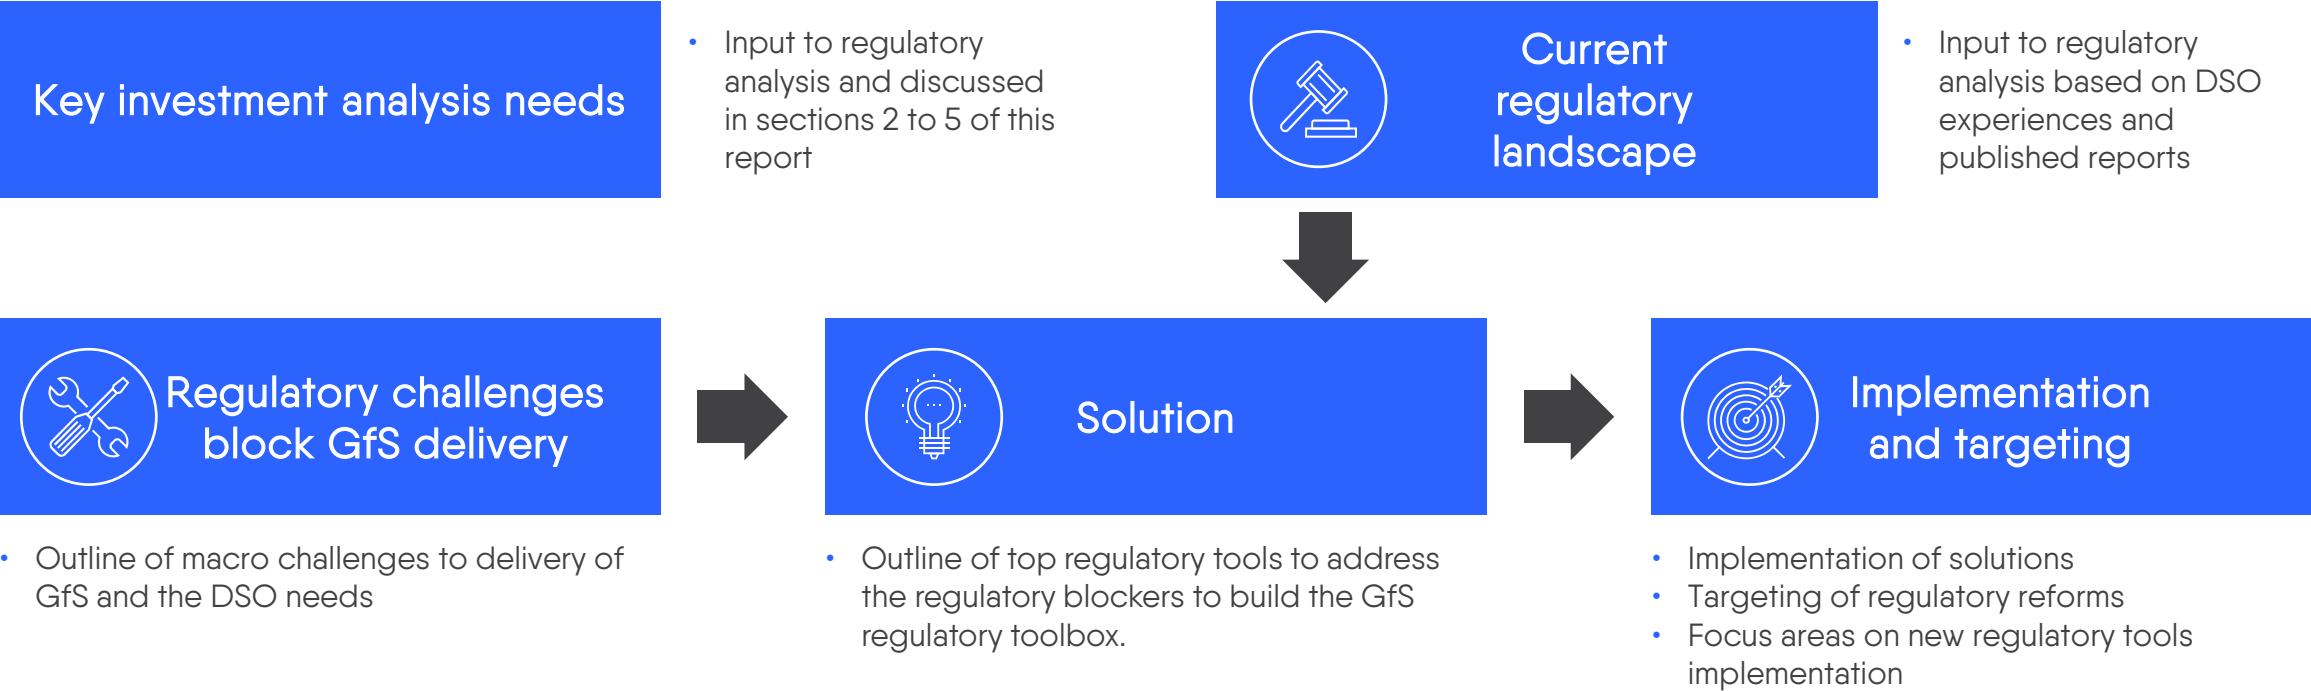 Key investment analysis needs
• Input to regulatory
analysis and discussed
in sections 2 to 5 of this
report
Current
regulatory
landscape
• Input to regulatory
analysis based on DSO
experiences and
published reports
Regulatory challenges
block GfS delivery
• Outline of macro challenges to delivery of
GfS and the DSO needs
Solution
• Outline of top regulatory tools to address
the regulatory blockers to build the GfS
regulatory toolbox.
Implementation
and targeting
• Implementation of solutions
• Targeting of regulatory reforms
• Focus areas on new regulatory tools
implementation